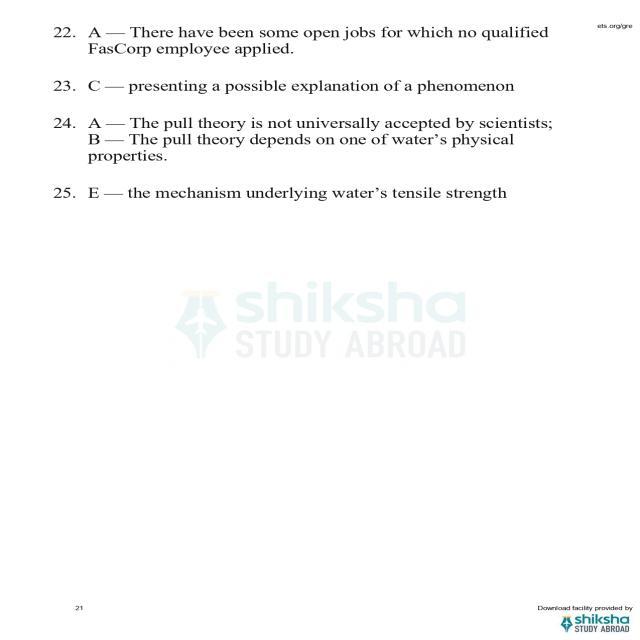 ets.org/gre
22. A — There have been some open jobs for which no qualified
FasCorp employee applied.
23. C — presenting a possible explanation of a phenomenon
24. A — The pull theory is not universally accepted by scientists;
B — The pull theory depends on one of water’s physical
properties.
25. E — the mechanism underlying water’s tensile strength
shiksha
STUDY ABROAD
21
Download facility provided by
shiksha
STUDY ABROAD